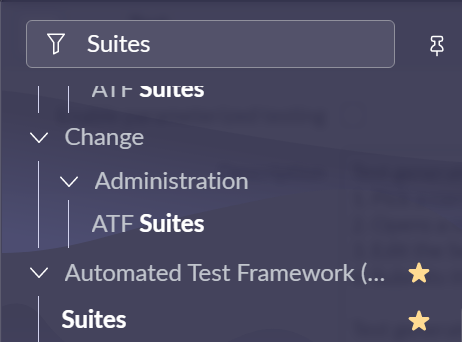 Suites
ATF Suites
Change
Administration
ATF Suites
Automated Test Framework (...
Suites